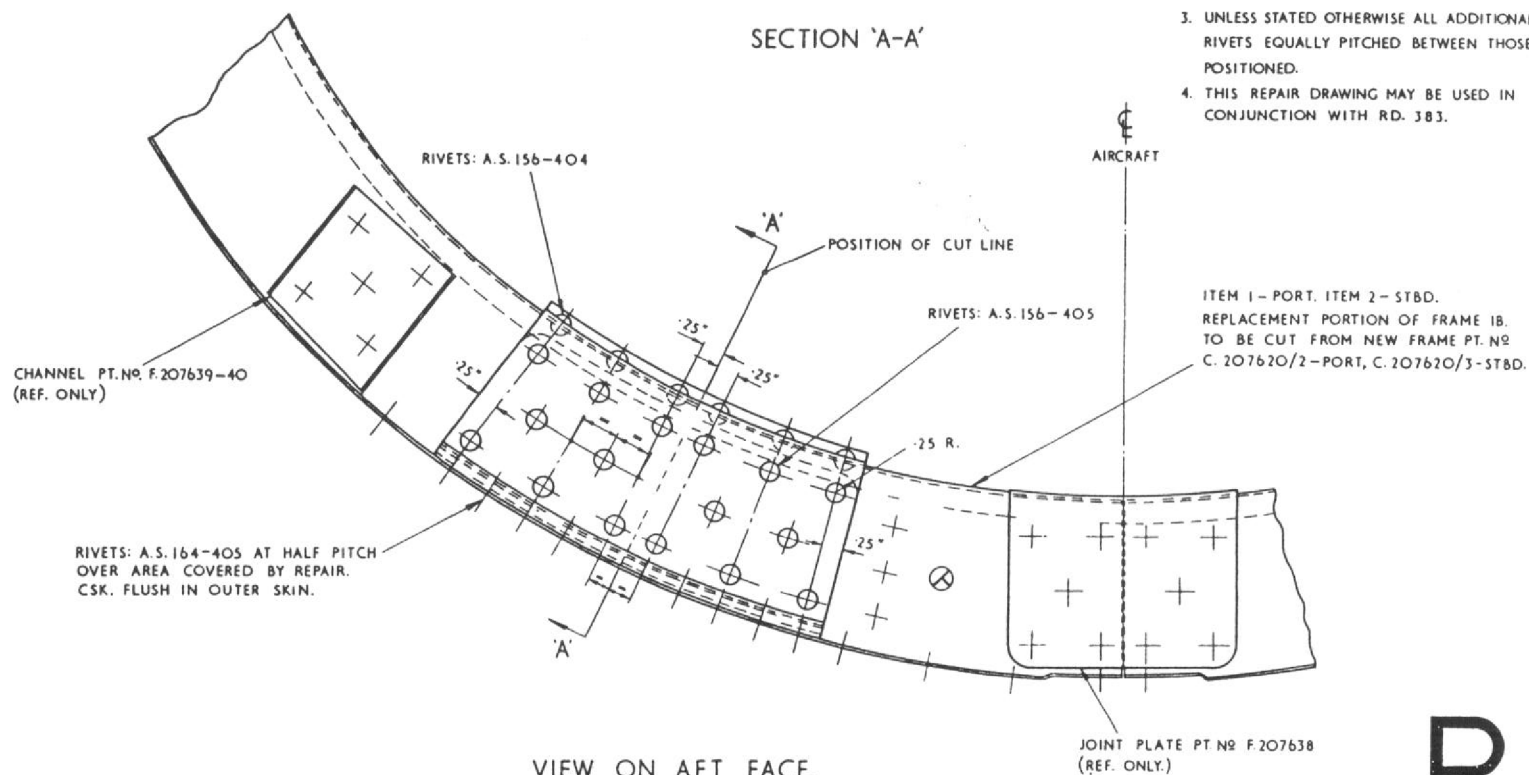 SECTION 'A-A'
3. UNLESS STATED OTHERWISE ALL ADDITIONAL
RIVETS EQUALLY PITCHED BETWEEN THOSE
POSITIONED.
4. THIS REPAIR DRAWING MAY BE USED IN
CONJUNCTION WITH RD. 383.
℄
AIRCRAFT
RIVETS: A.S. 156-404
'A'
POSITION OF CUT LINE
ITEM 1-PORT. ITEM 2-STBD.
REPLACEMENT PORTION OF FRAME 1B.
TO BE CUT FROM NEW FRAME PT. Nº
C. 207620/2-PORT, C. 207620/3-STBD.
RIVETS: A.S. 156-405
.25"
.25"
.25"
CHANNEL PT. Nº. F.207639-40
(REF. ONLY)
.25 R.
.25"
RIVETS: A.S. 164-405 AT HALF PITCH
OVER AREA COVERED BY REPAIR.
CSK. FLUSH IN OUTER SKIN.
'A'
JOINT PLATE PT. Nº F.207638
(REF. ONLY.)
VIEW ON AFT FACE